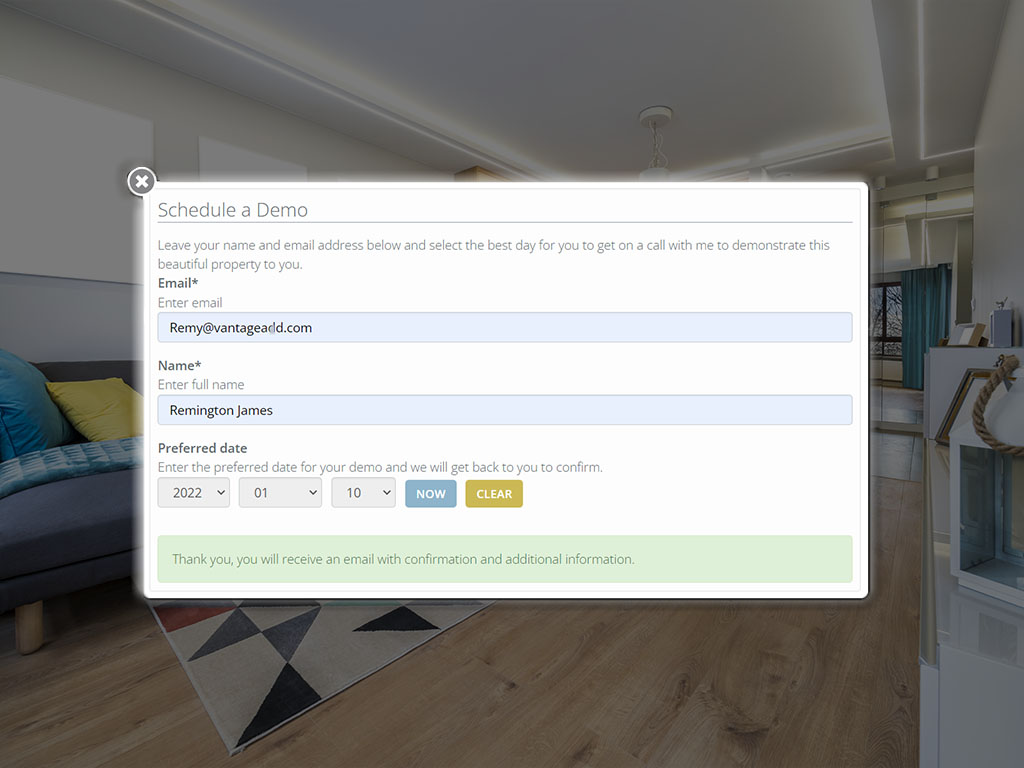 Schedule a Demo
Leave your name and email address below and select the best day for you to get on a call with me to demonstrate this
beautiful property to you.
Email*
Enter email
Remy@vantageadd.com
Name*
Enter full name
Remington James
Preferred date
Enter the preferred date for your demo and we will get back to you to confirm.
2022 01 10 NOW CLEAR
Thank you, you will receive an email with confirmation and additional information.